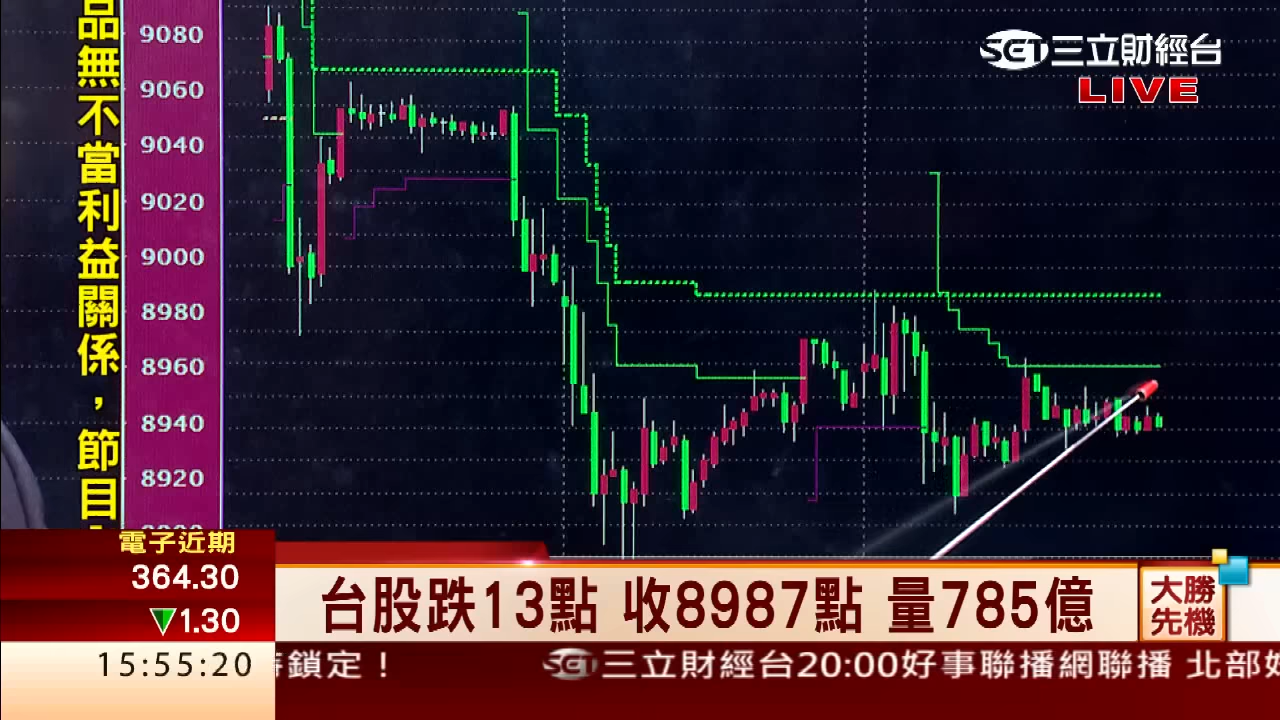 品無不當利益關係，節目
9080
9060
9040
9020
9000
8980
8960
8940
8920
SET三立財經台
LIVE
電子近期
364.30
▼1.30
15:55:20
台股跌13點 收8987點 量785億
大勝
先機
鎖定！ SET三立財經台20:00好事聯播網聯播 北部